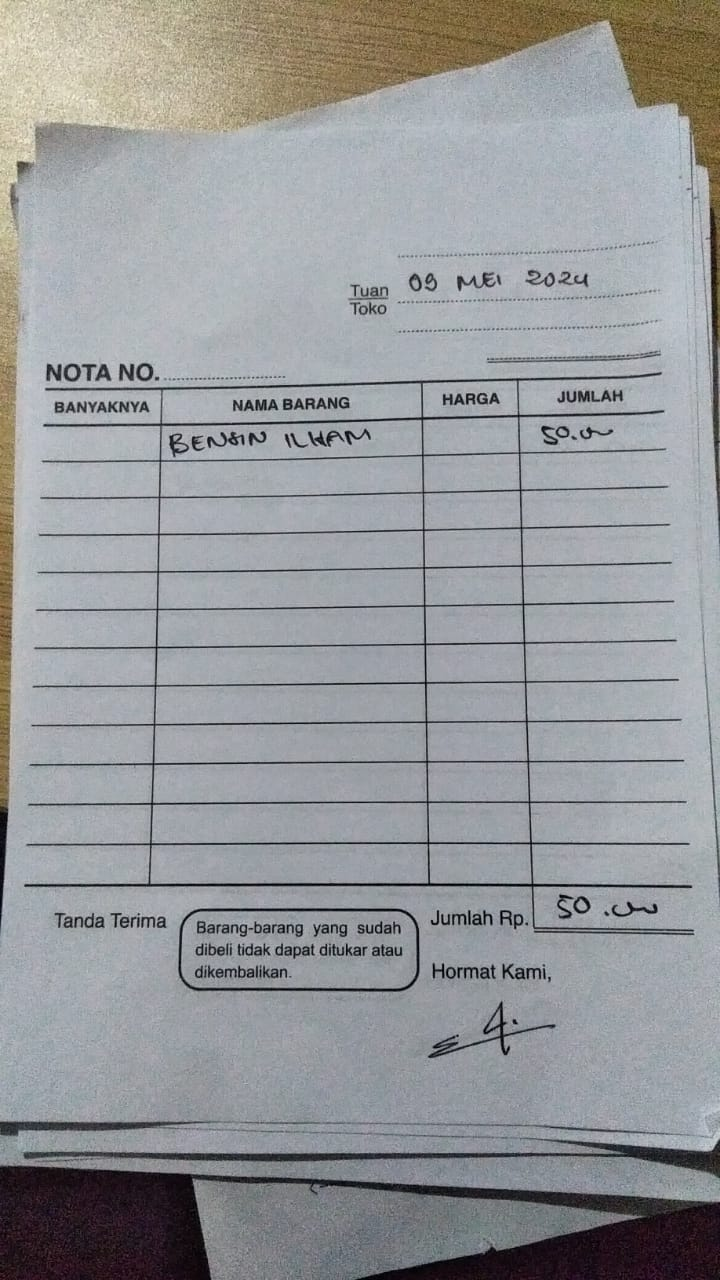 Tuan
Toko
09 MEI 2024
NOTA NO.
BANYAKNYA NAMA BARANG HARGA JUMLAH
BENSIN ILHAM 50.000
Tanda Terima
Barang-barang yang sudah
dibeli tidak dapat ditukar atau
dikembalikan.
Jumlah Rp. 50.000
Hormat Kami,